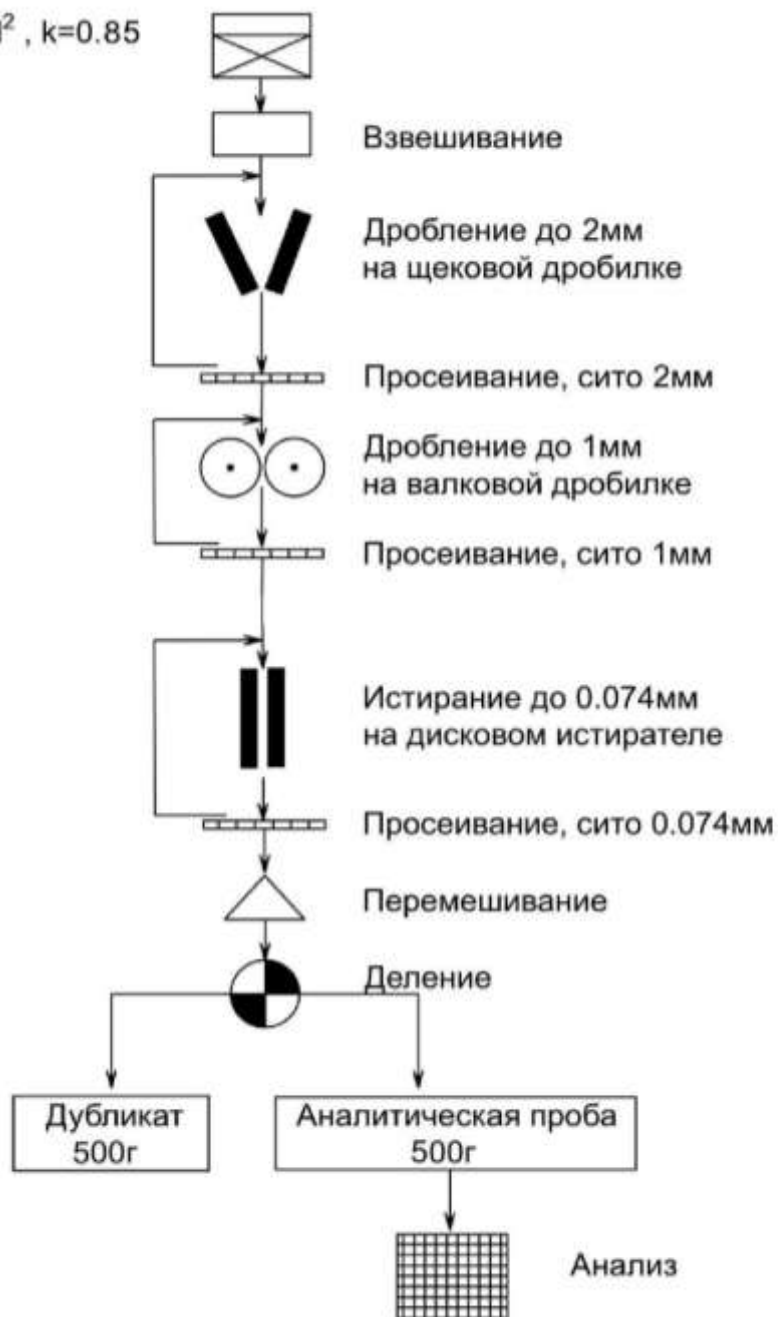 ², k=0.85
Взвешивание
Дробление до 2мм
на щековой дробилке
Просеивание, сито 2мм
Дробление до 1мм
на валковой дробилке
Просеивание, сито 1мм
Истирание до 0.074мм
на дисковом истирателе
Просеивание, сито 0.074мм
Перемешивание
Деление
Дубликат
500г
Аналитическая проба
500г
Анализ